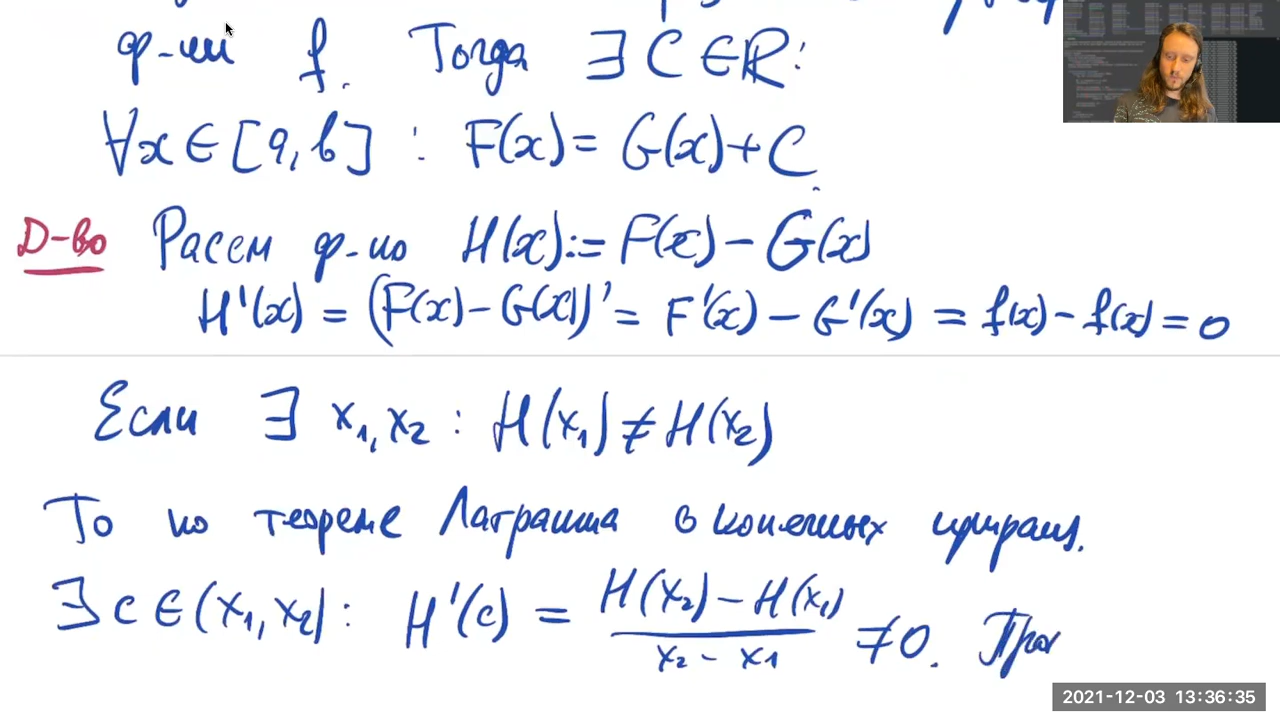 ф-ии f. Тогда ∃ C ∈ ℝ:
∀x ∈ [a, b] : F(x) = G(x) + C.
Д-во Рассм ф-ю H(x) := F(x) − G(x)
H'(x) = (F(x) − G(x))' = F'(x) − G'(x) = f(x) − f(x) = 0
Если ∃ x₁, x₂ : H(x₁) ≠ H(x₂)
То по теореме Лагранжа о конечных приращ.
∃ c ∈ (x₁, x₂) : H'(c) = (H(x₂) − H(x₁)) / (x₂ − x₁) ≠ 0. Прот
2021-12-03 13:36:35